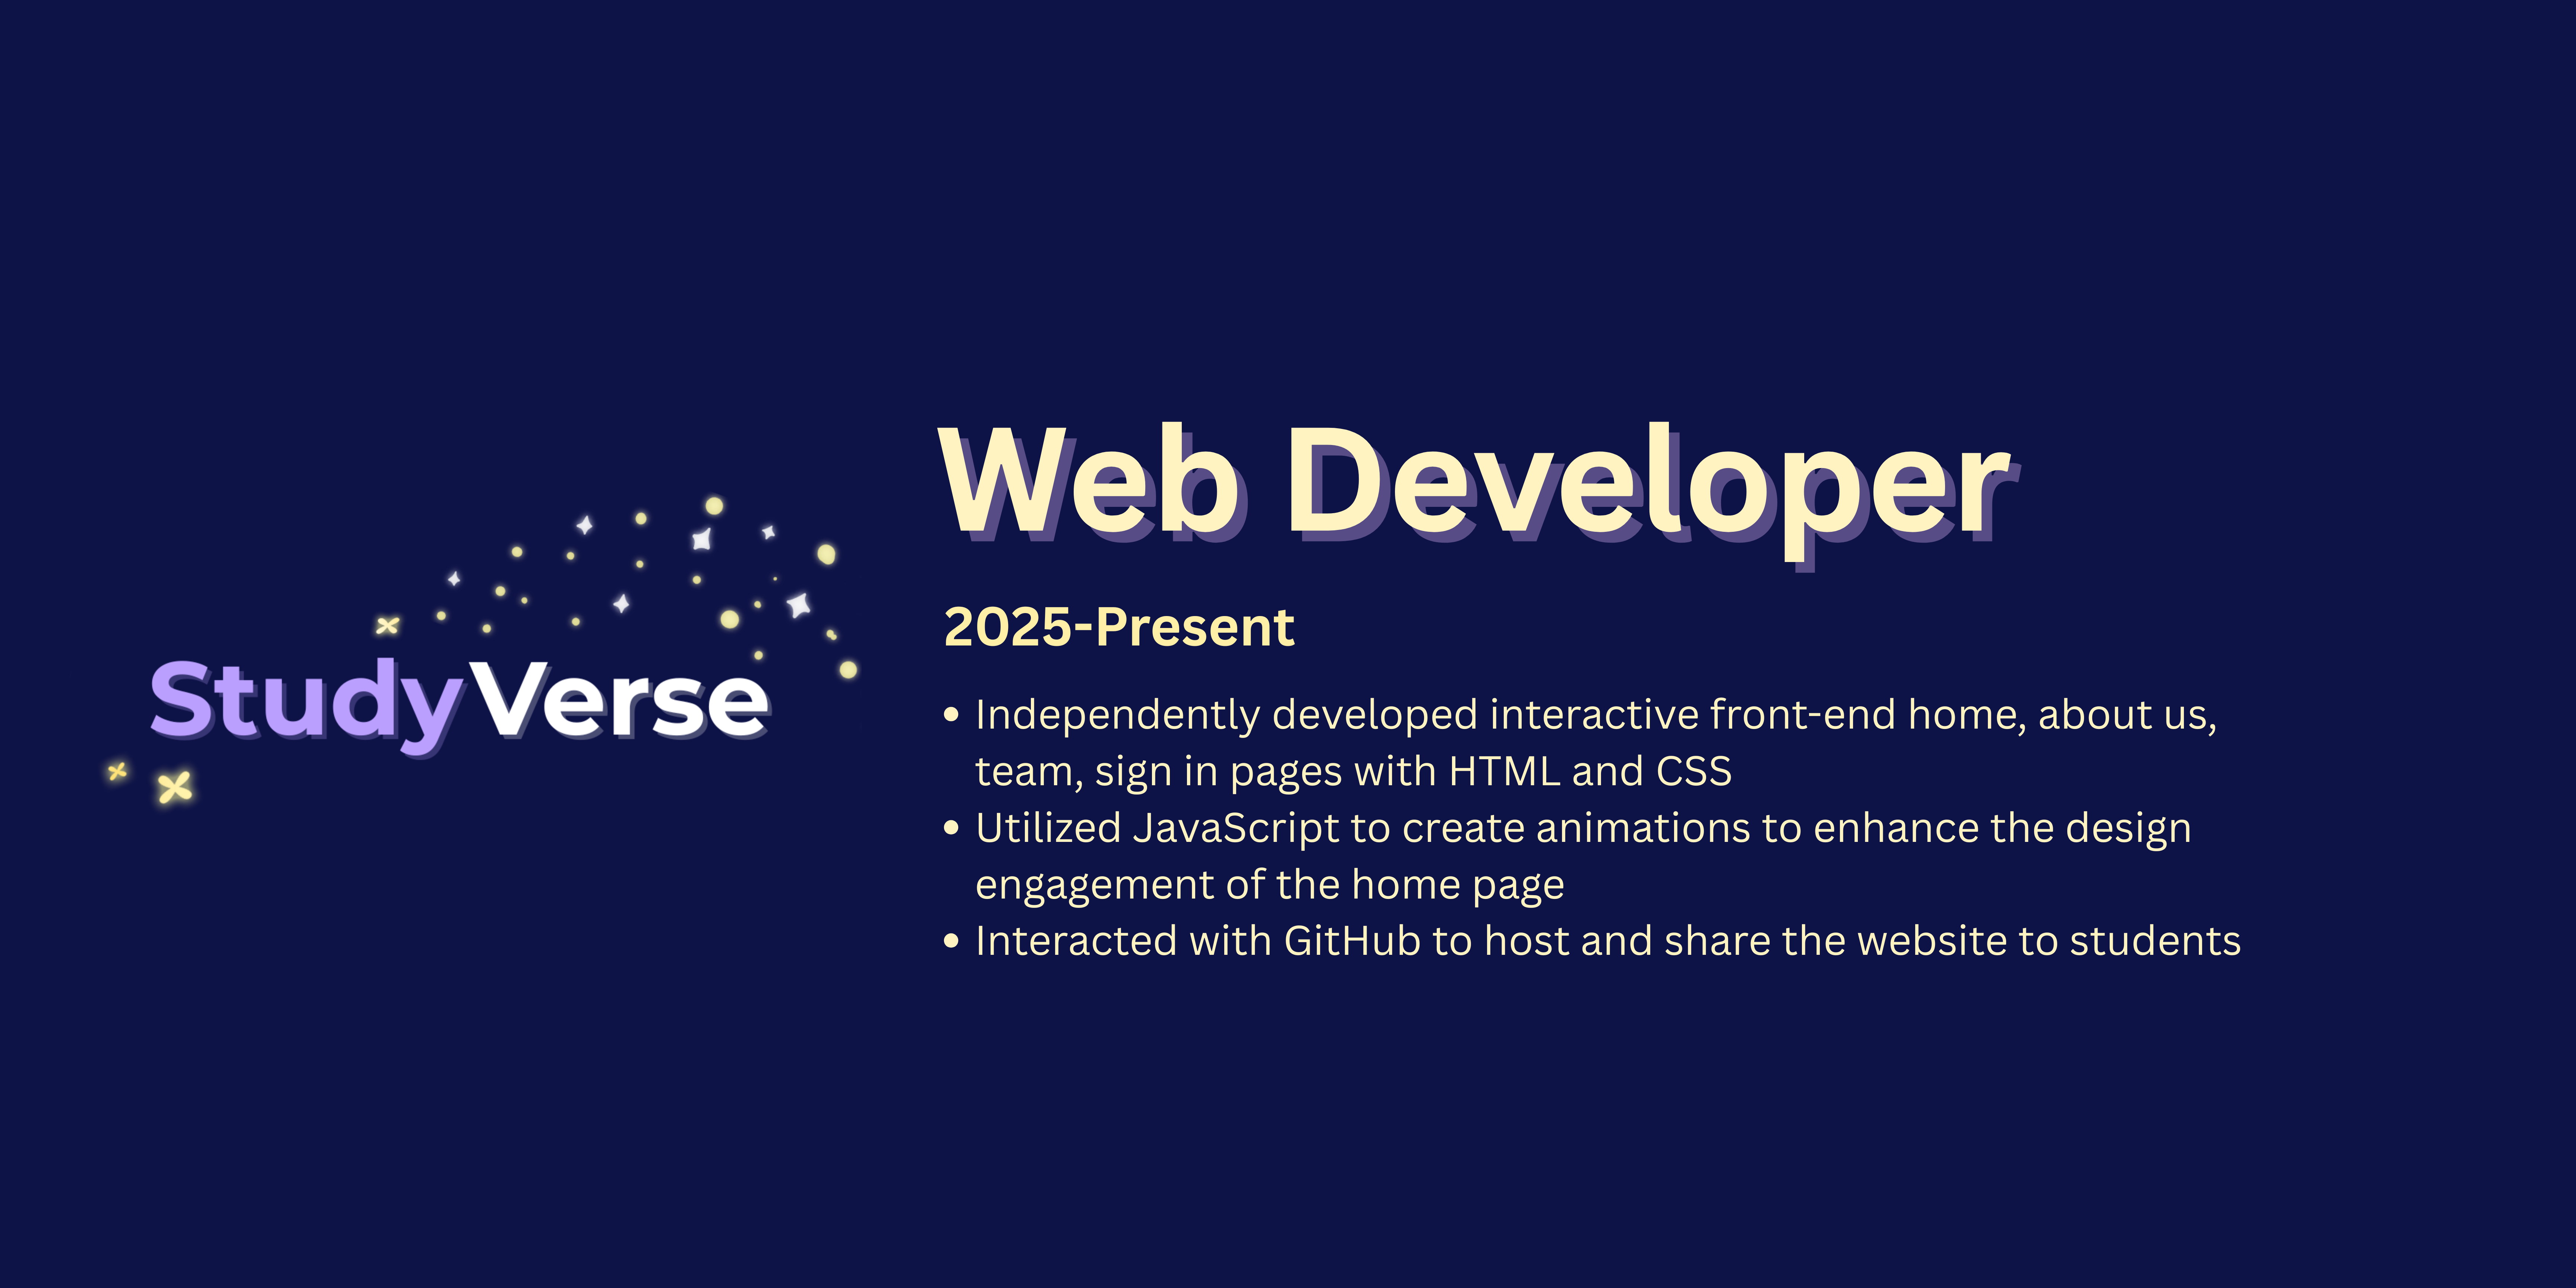 Web Developer
StudyVerse
2025-Present
• Independently developed interactive front-end home, about us,
team, sign in pages with HTML and CSS
• Utilized JavaScript to create animations to enhance the design
engagement of the home page
• Interacted with GitHub to host and share the website to students